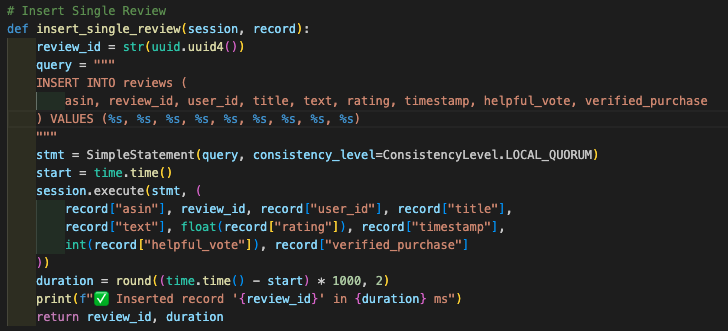 # Insert Single Review
def insert_single_review(session, record):
    review_id = str(uuid.uuid4())
    query = """
    INSERT INTO reviews (
        asin, review_id, user_id, title, text, rating, timestamp, helpful_vote, verified_purchase
    ) VALUES (%s, %s, %s, %s, %s, %s, %s, %s, %s)
    """
    stmt = SimpleStatement(query, consistency_level=ConsistencyLevel.LOCAL_QUORUM)
    start = time.time()
    session.execute(stmt, (
        record["asin"], review_id, record["user_id"], record["title"],
        record["text"], float(record["rating"]), record["timestamp"],
        int(record["helpful_vote"]), record["verified_purchase"]
    ))
    duration = round((time.time() - start) * 1000, 2)
    print(f"✅ Inserted record '{review_id}' in {duration} ms")
    return review_id, duration